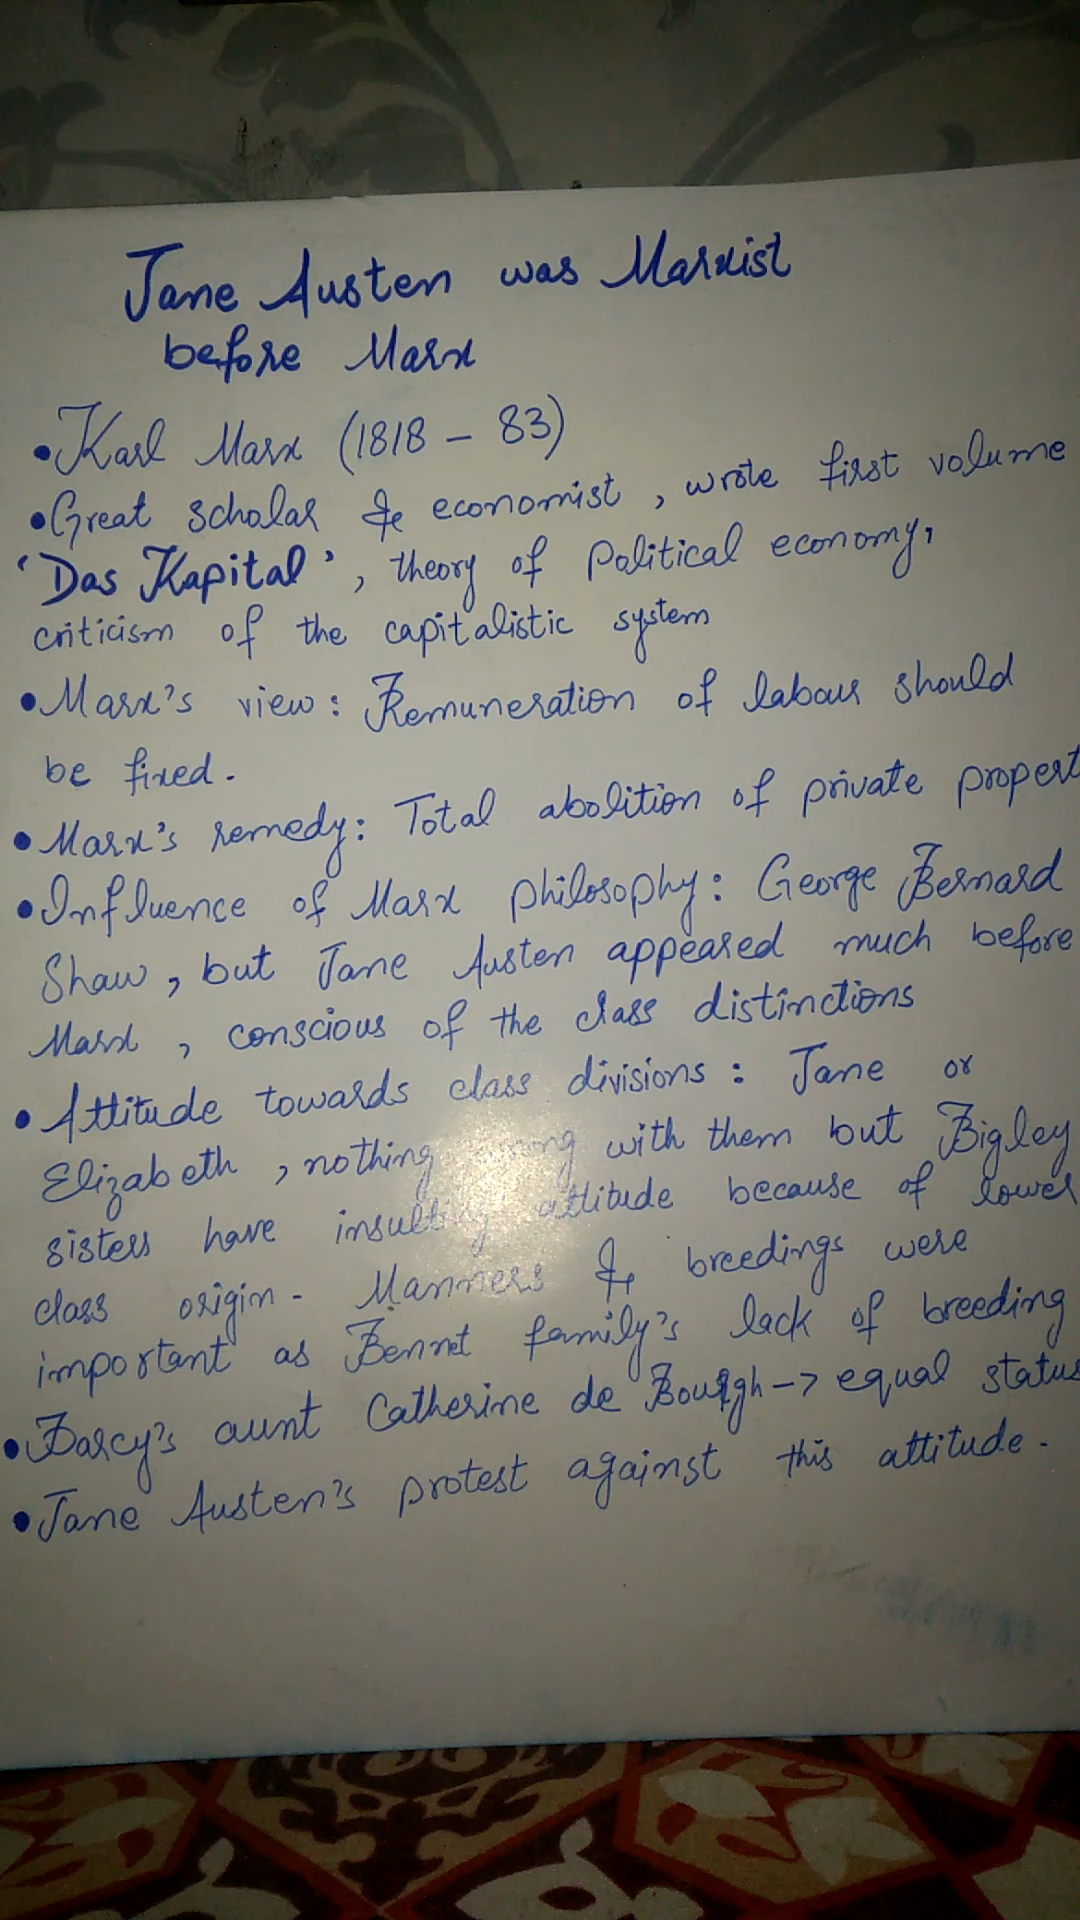 Jane Austen was Marxist
before Marx
• Karl Marx (1818 - 83)
• Great scholar & economist, wrote first volume
'Das Kapital', theory of political economy,
criticism of the capitalistic system
• Marx's view: Remuneration of labour should
be fixed.
• Marx's remedy: Total abolition of private propert
• Influence of Marx philosophy: George Bernard
Shaw, but Jane Austen appeared much before
Marx, conscious of the class distinctions
• Attitude towards class divisions: Jane or
Elizabeth, nothing wrong with them but Bigley
sisters have insulting attitude because of lower
class origin. Manners & breedings were
important as Bennet family's lack of breeding
• Darcy's aunt Catherine de Bourgh -> equal status
• Jane Austen's protest against this attitude.